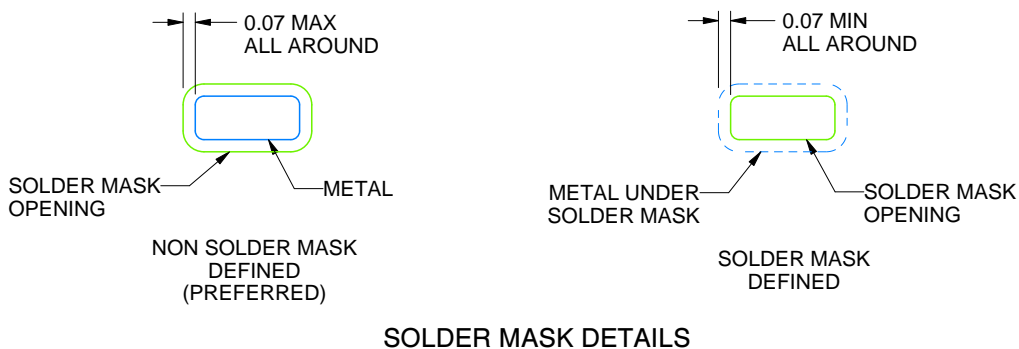 0.07 MAX
ALL AROUND
0.07 MIN
ALL AROUND
SOLDER MASK
OPENING
METAL
METAL UNDER
SOLDER MASK
SOLDER MASK
OPENING
NON SOLDER MASK
DEFINED
(PREFERRED)
SOLDER MASK
DEFINED
SOLDER MASK DETAILS